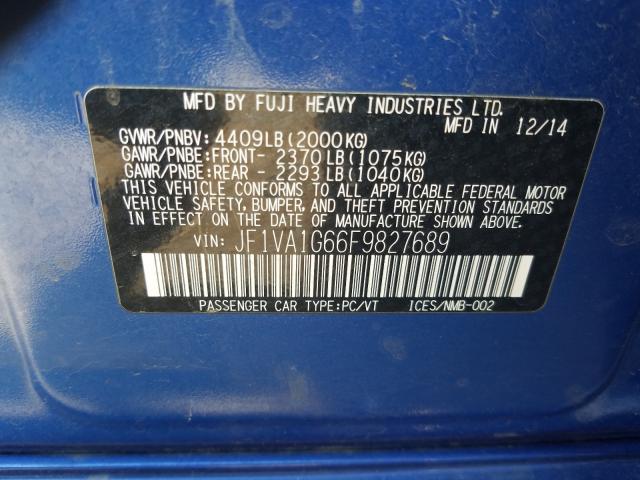 MFD BY FUJI HEAVY INDUSTRIES LTD.
MFD IN 12/14
GVWR/PNBV: 4409LB(2000KG)
GAWR/PNBE:FRONT- 2370LB(1075KG)
GAWR/PNBE:REAR - 2293LB(1040KG)
THIS VEHICLE CONFORMS TO ALL APPLICABLE FEDERAL MOTOR
VEHICLE SAFETY, BUMPER, AND THEFT PREVENTION STANDARDS
IN EFFECT ON THE DATE OF MANUFACTURE SHOWN ABOVE.
VIN: JF1VA1G66F9827689
PASSENGER CAR TYPE:PC/VT ICES/NMB-002